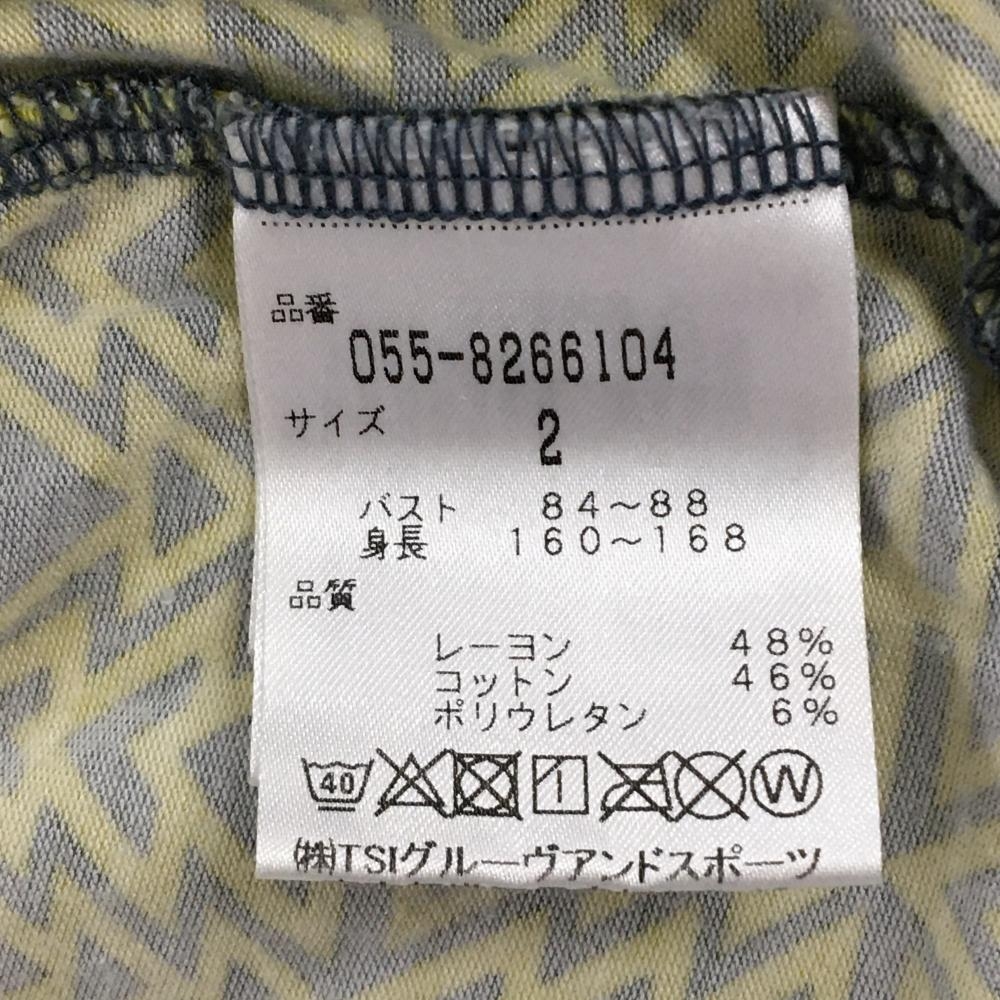 品番
055-8266104
サイズ 2
バスト 84～88
身長 160～168
品質
レーヨン 48%
コットン 46%
ポリウレタン 6%
40 W
㈱TSIグルーヴアンドスポーツ